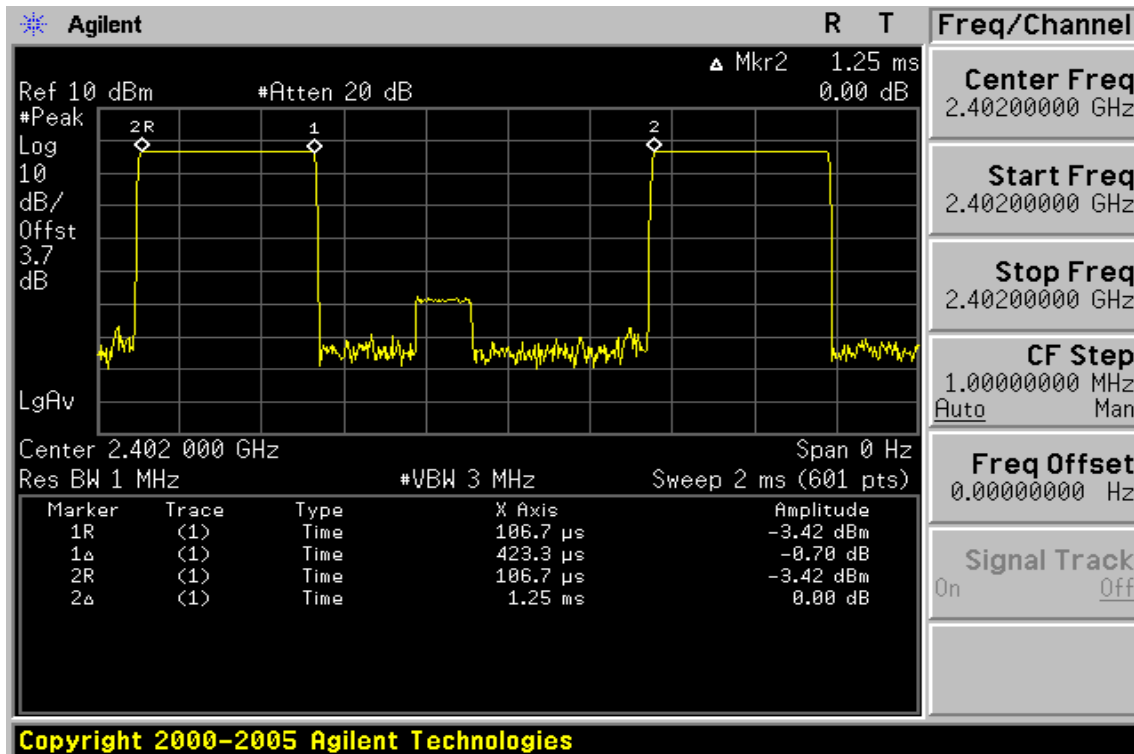 Agilent R T
Freq/Channel
Δ Mkr2 1.25 ms
Ref 10 dBm #Atten 20 dB 0.00 dB
#Peak
Log
10
dB/
Offst
3.7
dB
LgAv
2R 1 2
Center 2.402 000 GHz Span 0 Hz
Res BW 1 MHz #VBW 3 MHz Sweep 2 ms (601 pts)
Marker Trace Type X Axis Amplitude
1R (1) Time 106.7 µs -3.42 dBm
1Δ (1) Time 423.3 µs -0.70 dB
2R (1) Time 106.7 µs -3.42 dBm
2Δ (1) Time 1.25 ms 0.00 dB
Center Freq
2.40200000 GHz
Start Freq
2.40200000 GHz
Stop Freq
2.40200000 GHz
CF Step
1.00000000 MHz
Auto Man
Freq Offset
0.00000000 Hz
Signal Track
On Off
Copyright 2000-2005 Agilent Technologies